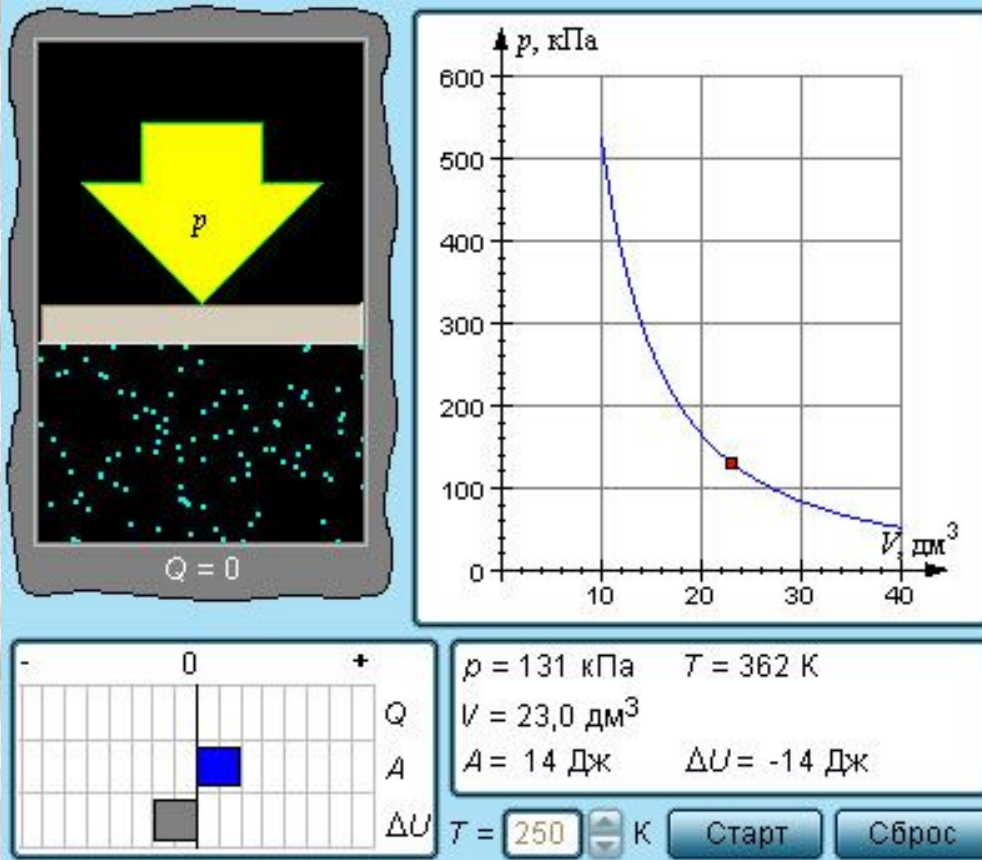 p
Q = 0
p, кПа
600
500
400
300
200
100
0
10 20 30 40
V, дм³
- 0 +
Q
A
ΔU
p = 131 кПа T = 362 К
V = 23,0 дм³
A = 14 Дж ΔU = -14 Дж
T = 250 К Старт Сброс